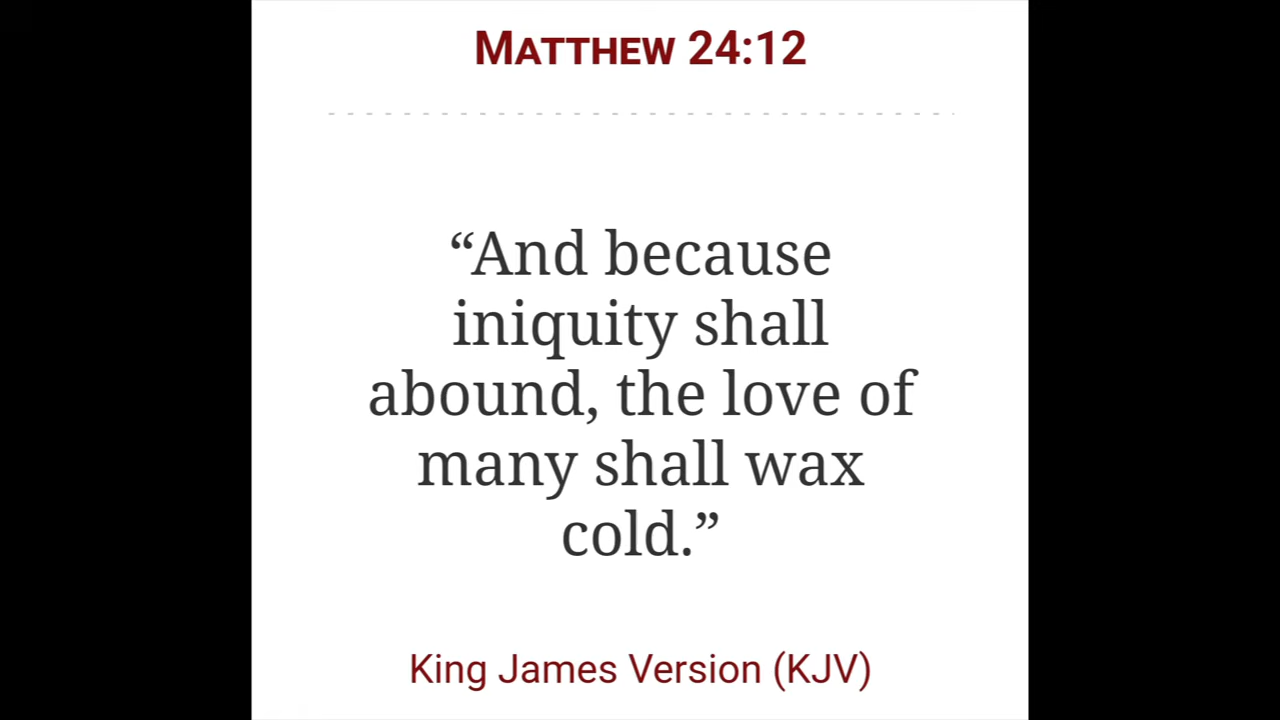 MATTHEW 24:12
“And because
iniquity shall
abound, the love of
many shall wax
cold.”
King James Version (KJV)